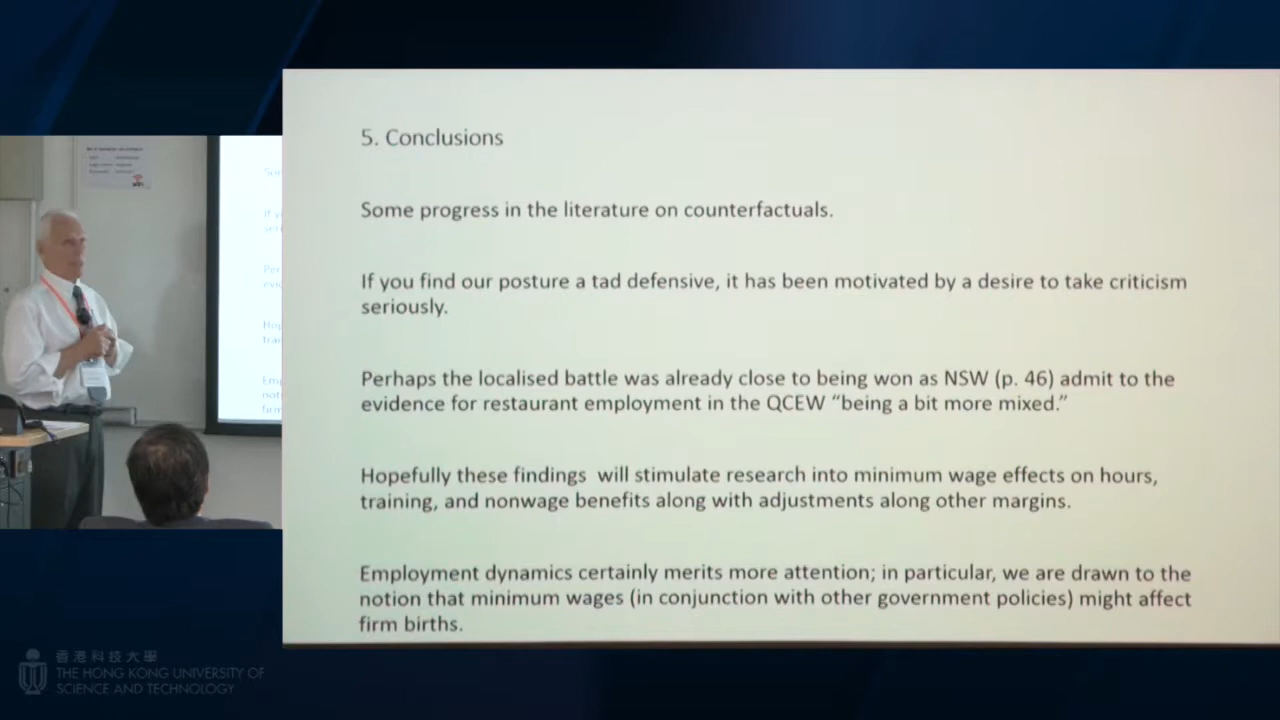 5. Conclusions
Some progress in the literature on counterfactuals.
If you find our posture a tad defensive, it has been motivated by a desire to take criticism
seriously.
Perhaps the localised battle was already close to being won as NSW (p. 46) admit to the
evidence for restaurant employment in the QCEW “being a bit more mixed.”
Hopefully these findings will stimulate research into minimum wage effects on hours,
training, and nonwage benefits along with adjustments along other margins.
Employment dynamics certainly merits more attention; in particular, we are drawn to the
notion that minimum wages (in conjunction with other government policies) might affect
firm births.
香港科技大學
THE HONG KONG UNIVERSITY OF
SCIENCE AND TECHNOLOGY